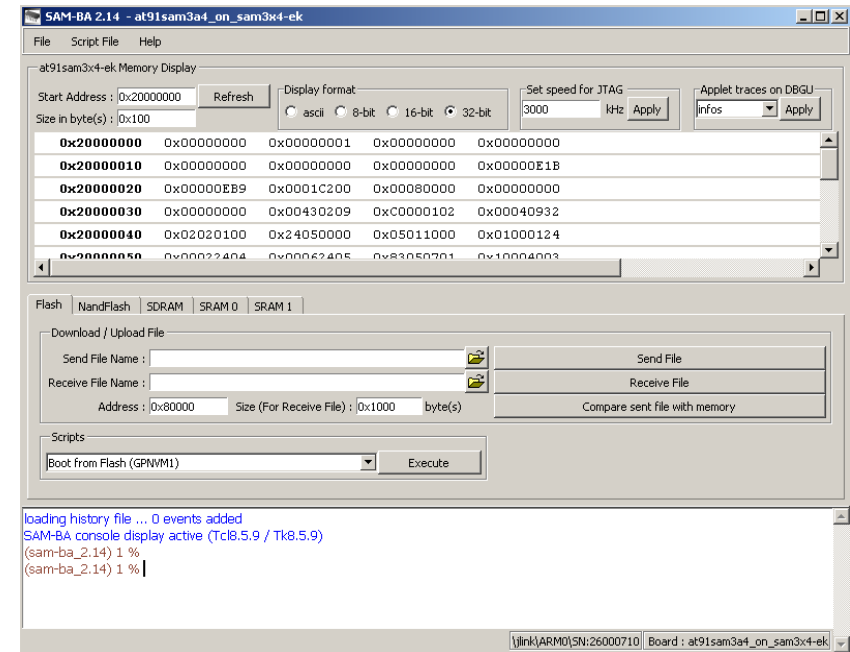 SAM-BA 2.14 - at91sam3a4_on_sam3x4-ek
File Script File Help
at91sam3x4-ek Memory Display
Start Address : 0x20000000 Refresh
Size in byte(s) : 0x100
Display format
ascii 8-bit 16-bit 32-bit
Set speed for JTAG
3000 kHz Apply
Applet traces on DBGU
infos Apply
0x20000000 0x00000000 0x00000001 0x00000000 0x00000000
0x20000010 0x00000000 0x00000000 0x00000000 0x00000E1B
0x20000020 0x00000EB9 0x0001C200 0x00080000 0x00000000
0x20000030 0x00000000 0x00430209 0xC0000102 0x00040932
0x20000040 0x02020100 0x24050000 0x05011000 0x01000124
0x20000050 0x00022404 0x00062405 0x83050701 0x10004003
Flash NandFlash SDRAM SRAM 0 SRAM 1
Download / Upload File
Send File Name : Send File
Receive File Name : Receive File
Address : 0x80000 Size (For Receive File) : 0x1000 byte(s) Compare sent file with memory
Scripts
Boot from Flash (GPNVM1) Execute
loading history file ... 0 events added
SAM-BA console display active (Tcl8.5.9 / Tk8.5.9)
(sam-ba_2.14) 1 %
(sam-ba_2.14) 1 %
\jlink\ARM0\SN:26000710 Board : at91sam3a4_on_sam3x4-ek